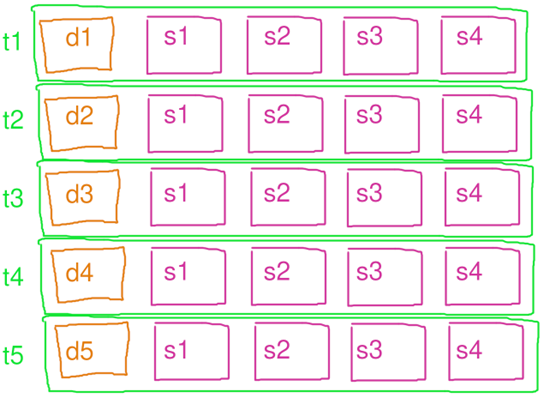 t1 d1 s1 s2 s3 s4
t2 d2 s1 s2 s3 s4
t3 d3 s1 s2 s3 s4
t4 d4 s1 s2 s3 s4
t5 d5 s1 s2 s3 s4